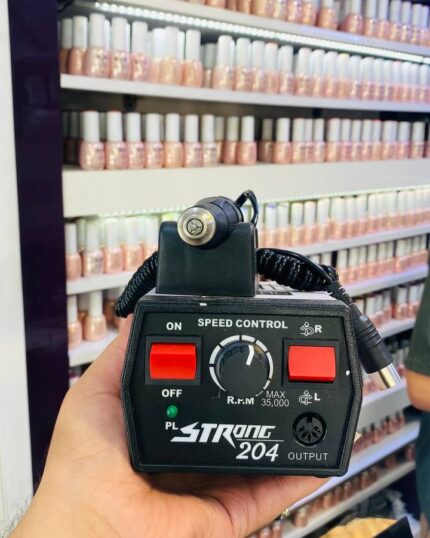 ON SPEED CONTROL R
OFF R.P.M MAX
35,000 L
PL STRONG
204 OUTPUT